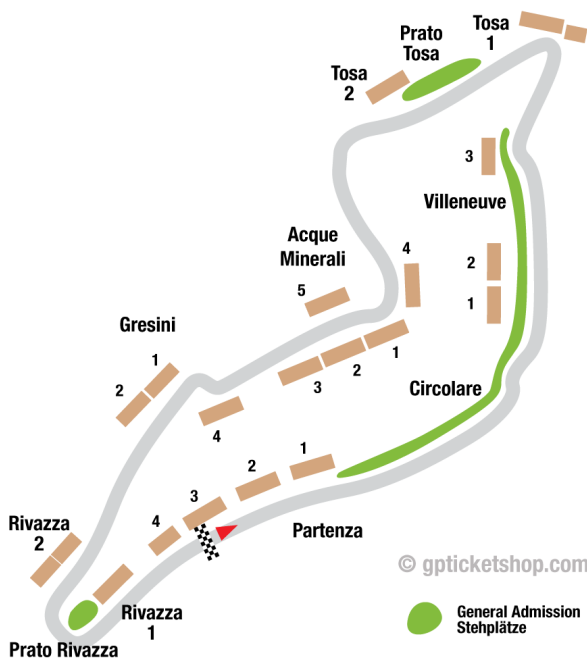 Tosa
1
Prato
Tosa
Tosa
2
3
Villeneuve
Acque
Minerali
4
2
5
1
Gresini
1
2
1
2
3
Circolare
4
1
2
3
4
Partenza
Rivazza
2
© gpticketshop.com
Rivazza
1
Prato Rivazza
General Admission
Stehplätze